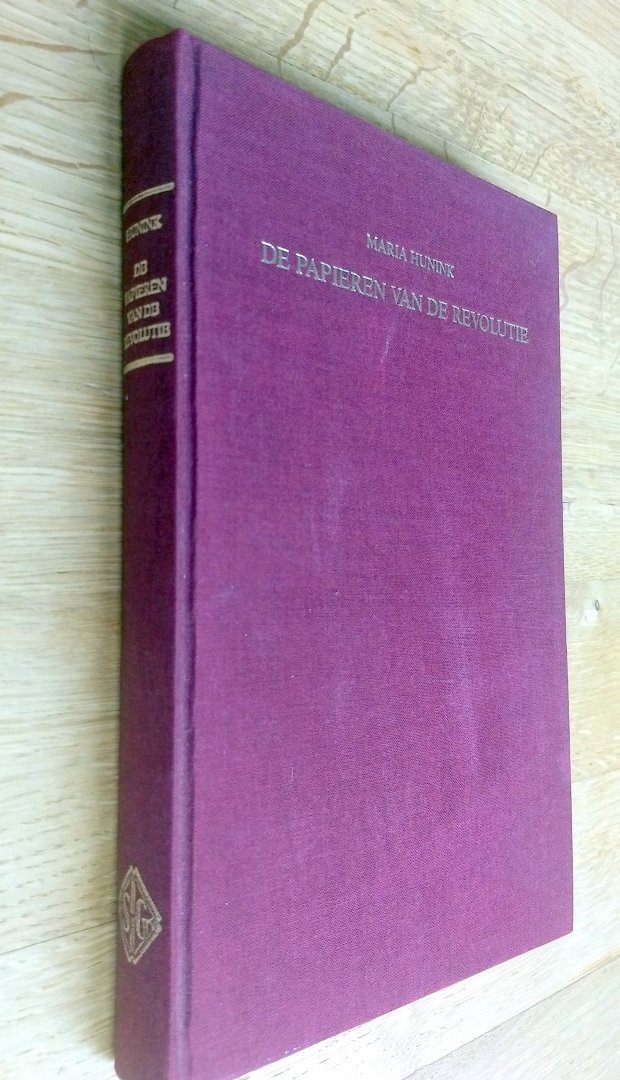 HUNINK
DE
PAPIEREN
VAN DE
REVOLUTIE
MARIA HUNINK
DE PAPIEREN VAN DE REVOLUTIE